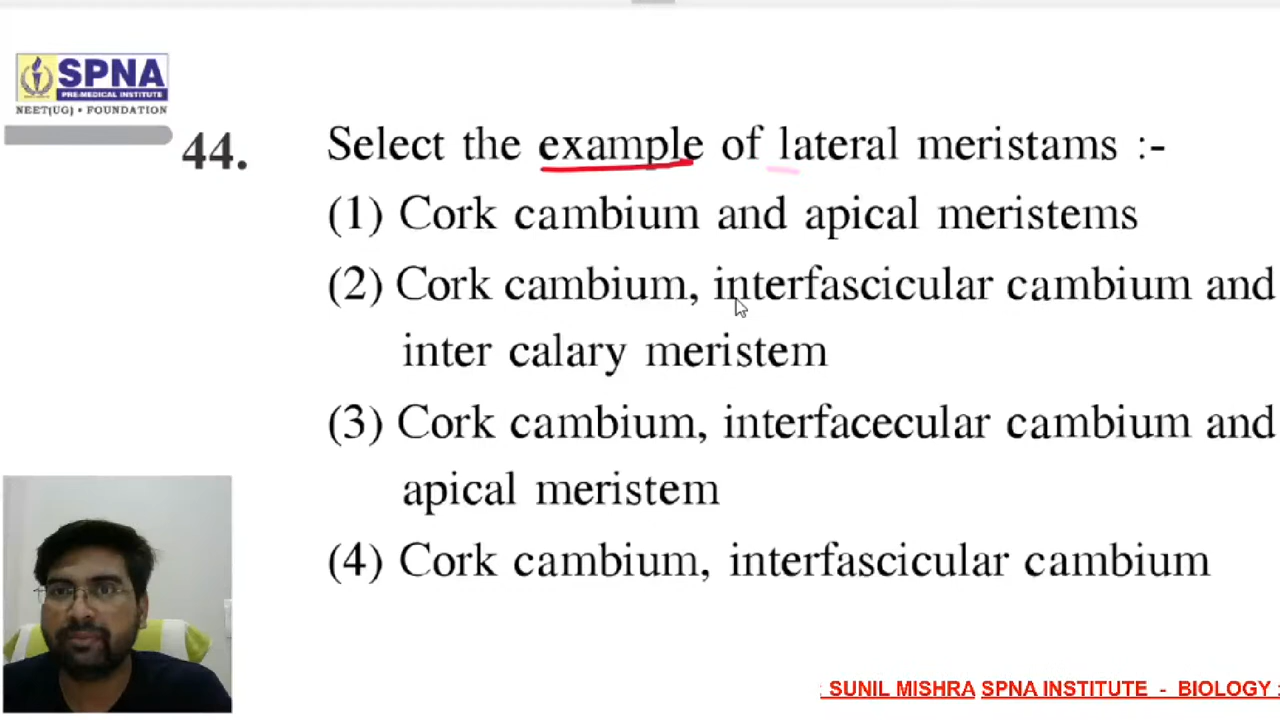 SPNA
PRE-MEDICAL INSTITUTE
NEET(UG) • FOUNDATION
44. Select the example of lateral meristams :-
(1) Cork cambium and apical meristems
(2) Cork cambium, interfascicular cambium and
inter calary meristem
(3) Cork cambium, interfacecular cambium and
apical meristem
(4) Cork cambium, interfascicular cambium
: SUNIL MISHRA SPNA INSTITUTE - BIOLOGY :